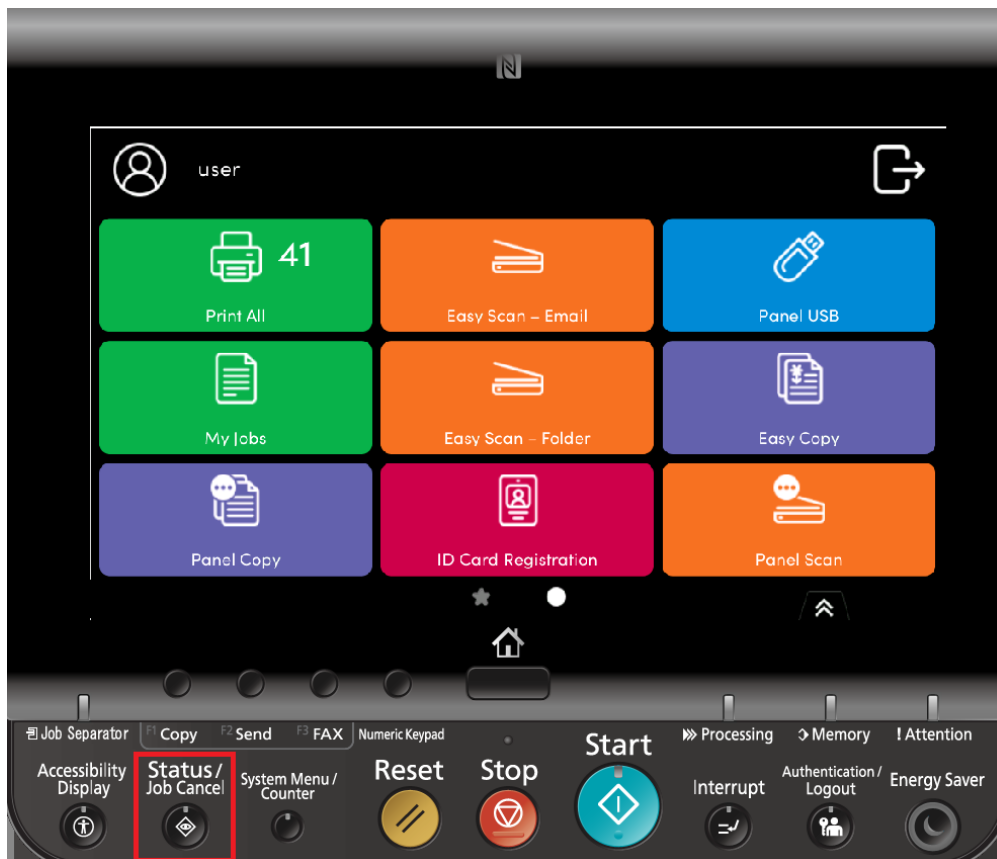 user
41
Print All
Easy Scan – Email
Panel USB
My Jobs
Easy Scan – Folder
Easy Copy
Panel Copy
ID Card Registration
Panel Scan
Job Separator
F1 Copy
F2 Send
F3 FAX
Numeric Keypad
Start
Processing
Memory
! Attention
Accessibility
Display
Status /
Job Cancel
System Menu /
Counter
Reset
Stop
Interrupt
Authentication /
Logout
Energy Saver